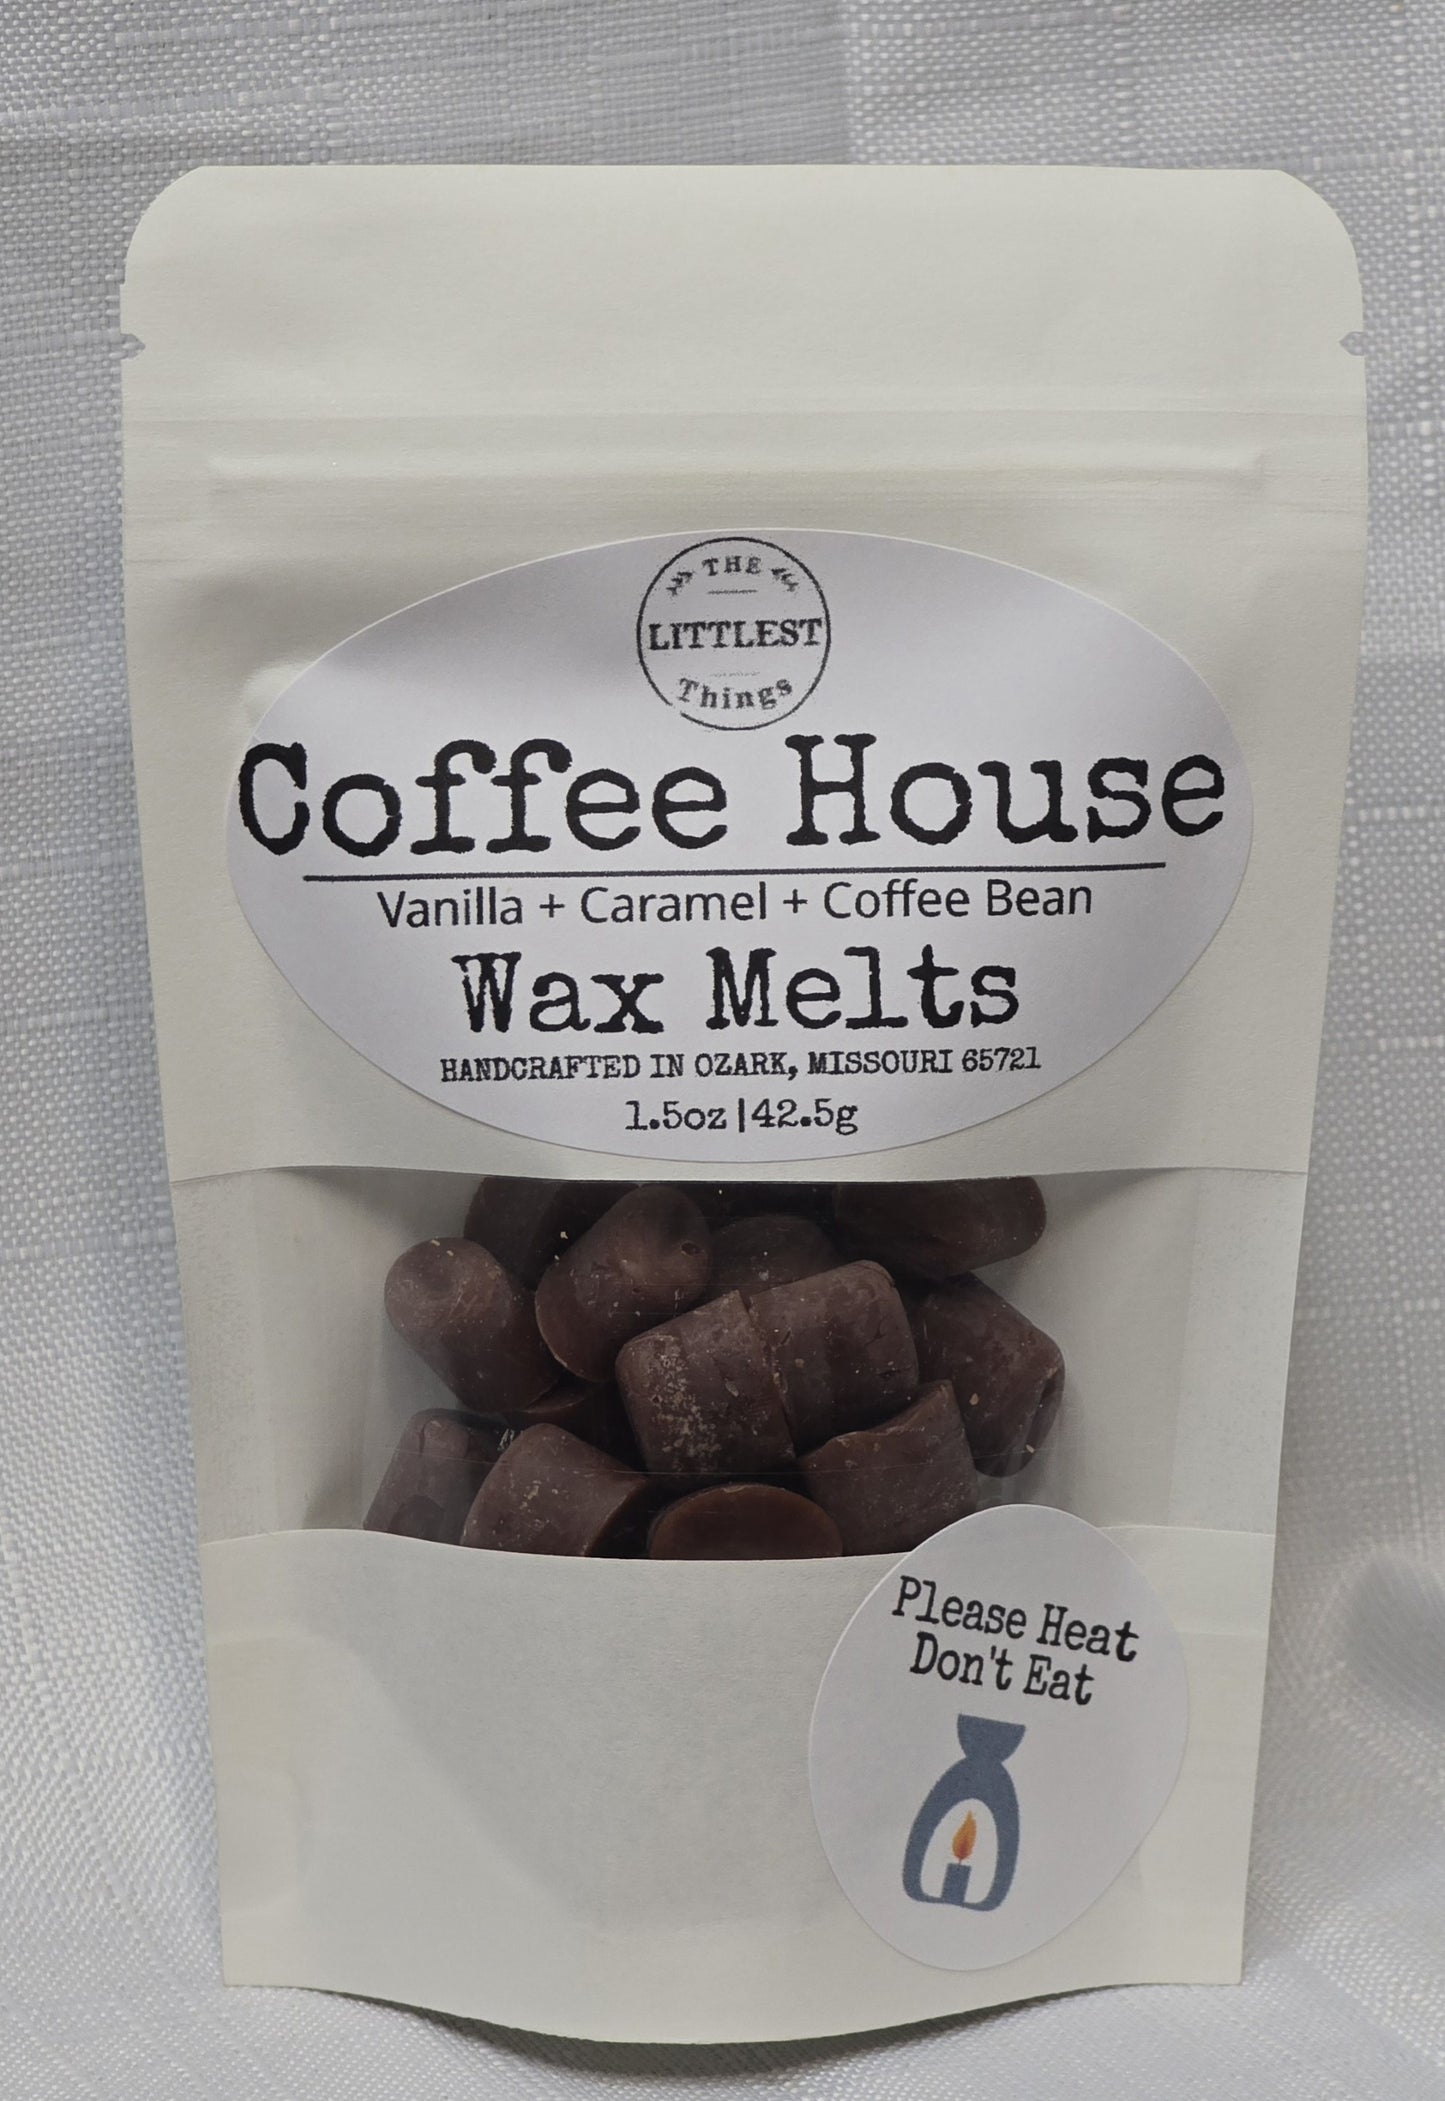 THE
LITTLEST
Things
Coffee House
Vanilla + Caramel + Coffee Bean
Wax Melts
HANDCRAFTED IN OZARK, MISSOURI 65721
1.5oz|42.5g
Please Heat
Don't Eat